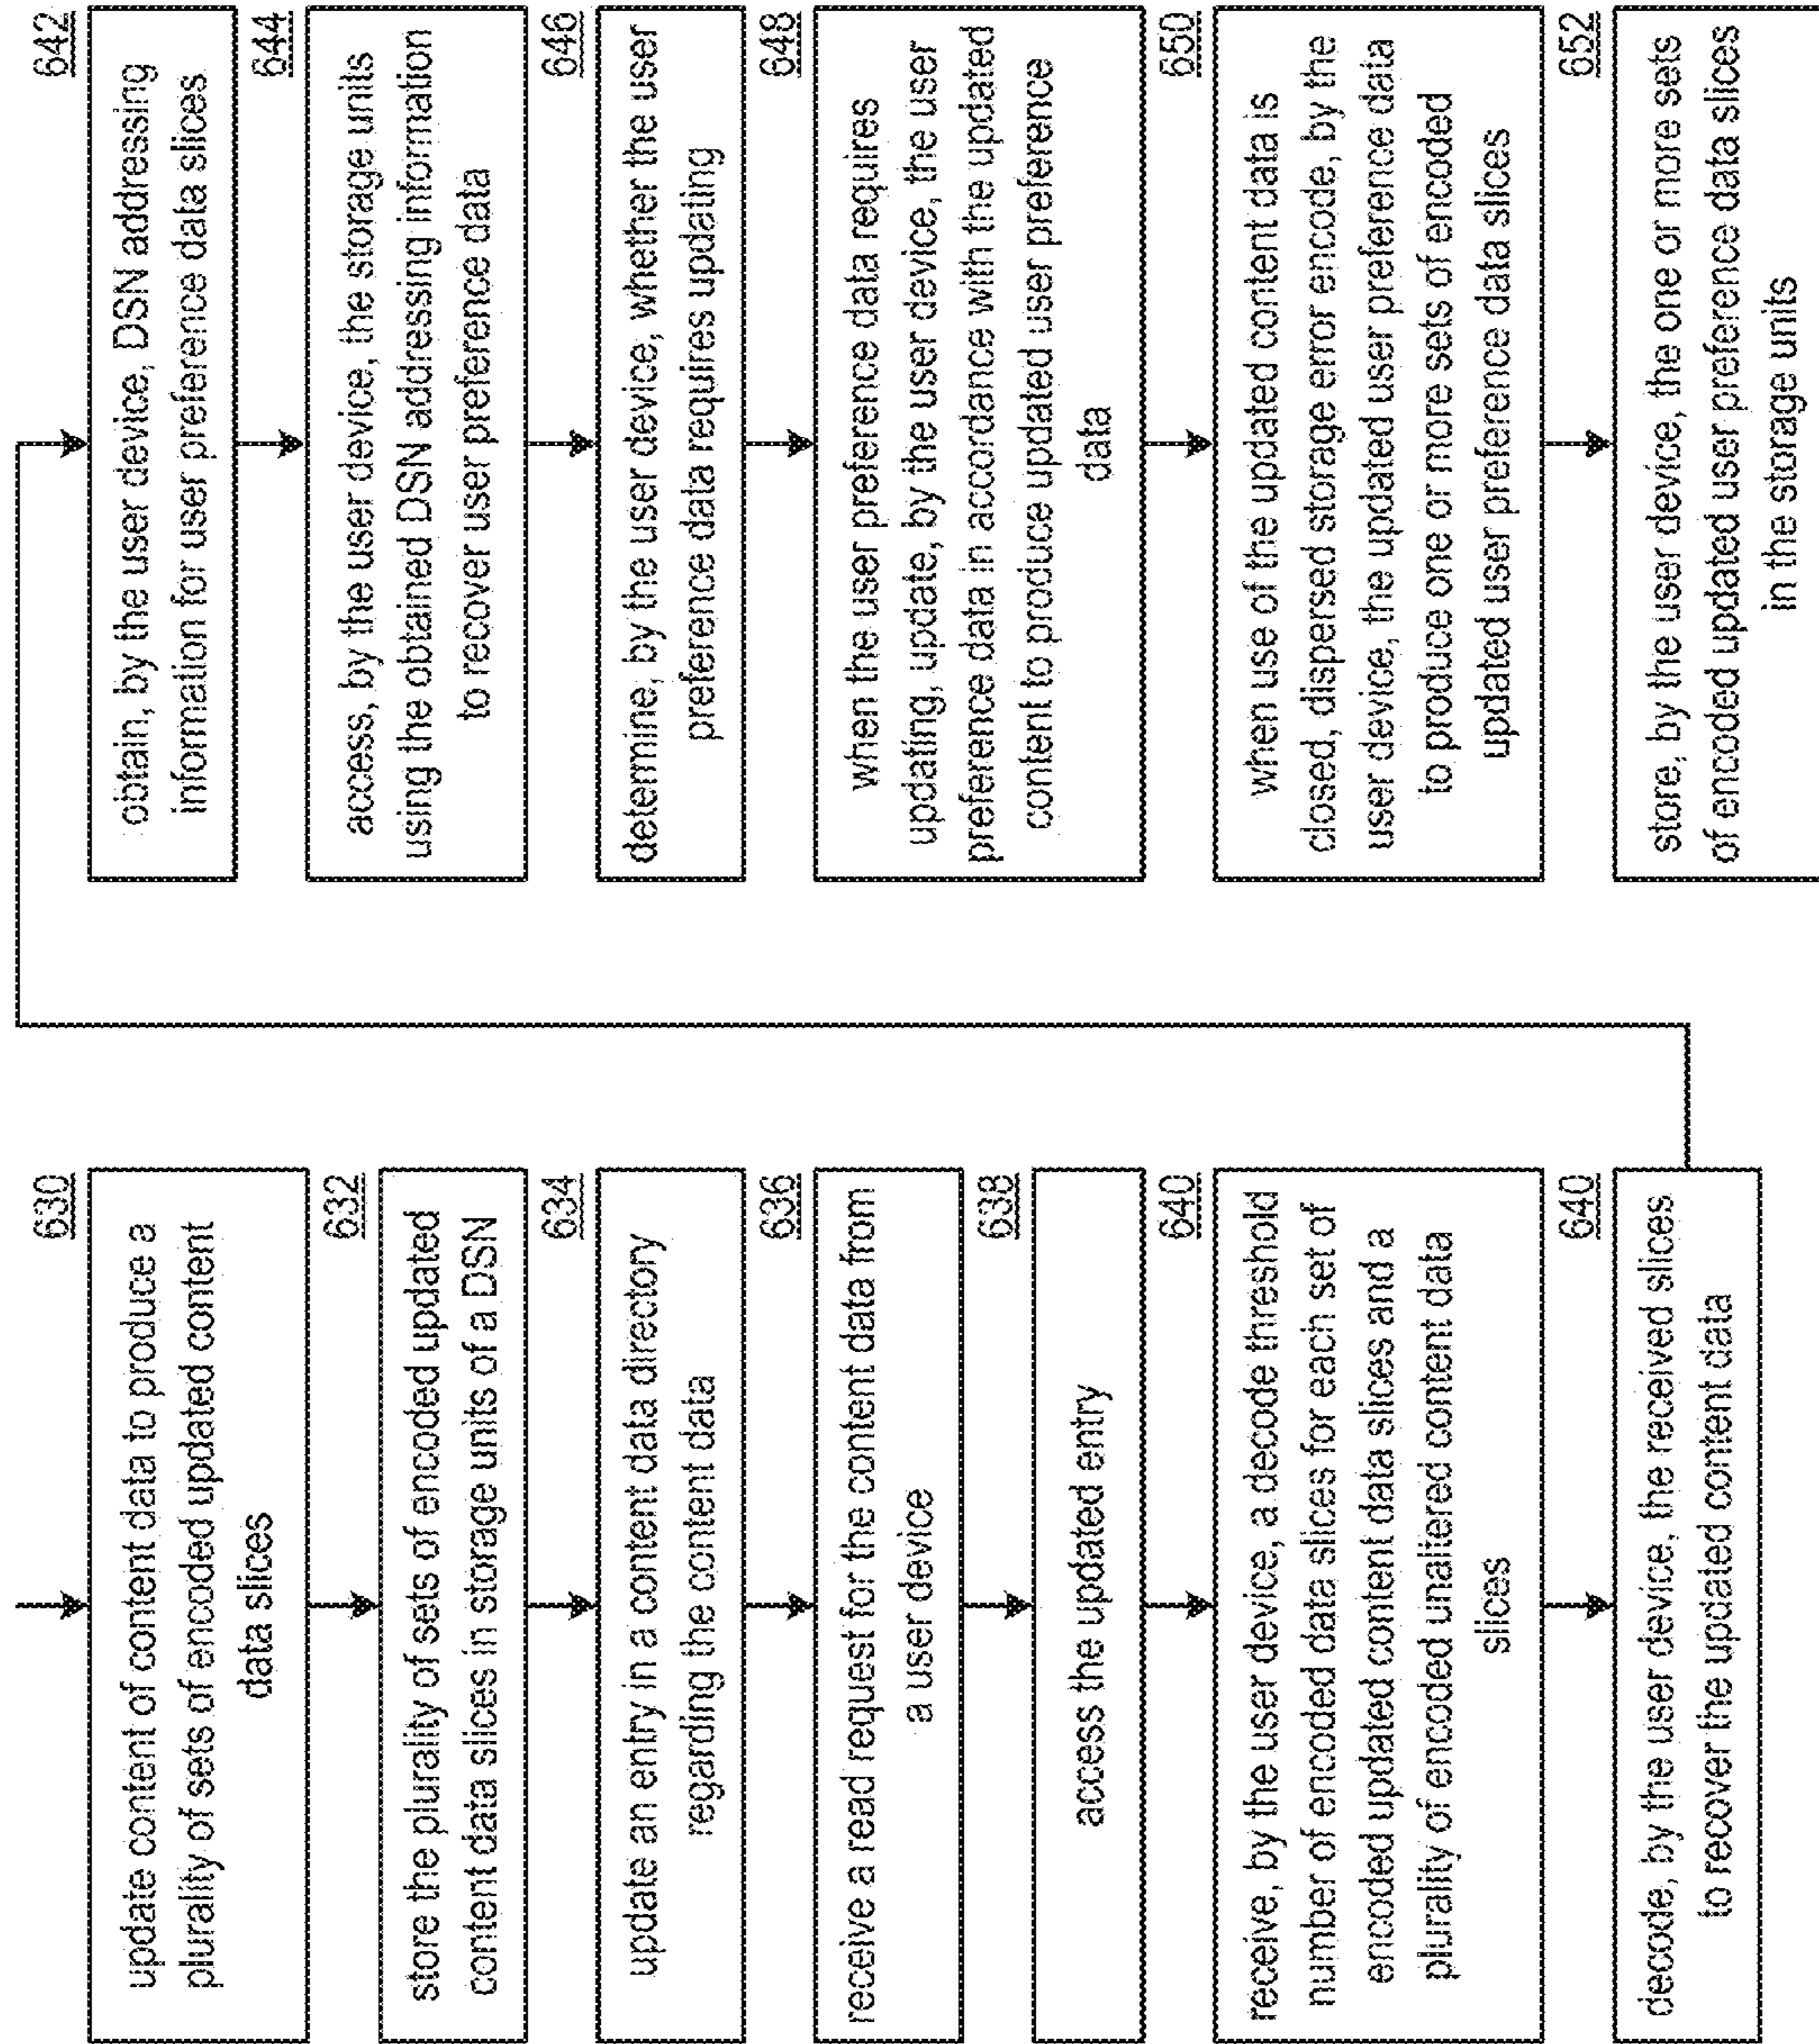 630
update content of content data to produce a
plurality of sets of encoded updated content
data slices
632
store the plurality of sets of encoded updated
content data slices in storage units of a DSN
634
update an entry in a content data directory
regarding the content data
636
receive a read request for the content data from
a user device
638
access the updated entry
640
receive, by the user device, a decode threshold
number of encoded data slices for each set of
encoded updated content data slices and a
plurality of encoded unaltered content data
slices
640
decode, by the user device, the received slices
to recover the updated content data
642
obtain, by the user device, DSN addressing
information for user preference data slices
644
access, by the user device, the storage units
using the obtained DSN addressing information
to recover user preference data
646
determine, by the user device, whether the user
preference data requires updating
648
when the user preference data requires
updating, update, by the user device, the user
preference data in accordance with the updated
content to produce updated user preference
data
650
when use of the updated content data is
closed, dispersed storage error encode, by the
user device, the updated user preference data
to produce one or more sets of encoded
updated user preference data slices
652
store, by the user device, the one or more sets
of encoded updated user preference data slices
in the storage units